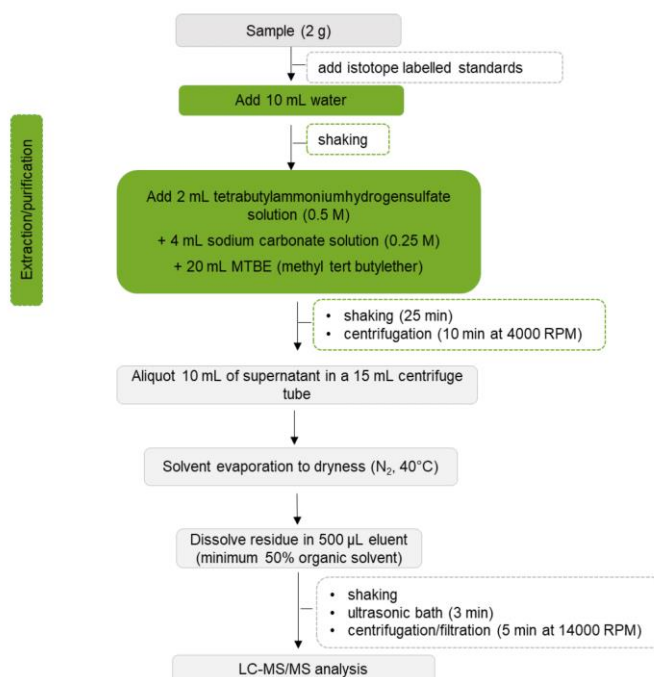 Sample (2 g)
add istotope labelled standards
Add 10 mL water
shaking
Extraction/purification
Add 2 mL tetrabutylammoniumhydrogensulfate
solution (0.5 M)
+ 4 mL sodium carbonate solution (0.25 M)
+ 20 mL MTBE (methyl tert butylether)
• shaking (25 min)
• centrifugation (10 min at 4000 RPM)
Aliquot 10 mL of supernatant in a 15 mL centrifuge
tube
Solvent evaporation to dryness (N₂, 40°C)
Dissolve residue in 500 µL eluent
(minimum 50% organic solvent)
• shaking
• ultrasonic bath (3 min)
• centrifugation/filtration (5 min at 14000 RPM)
LC-MS/MS analysis